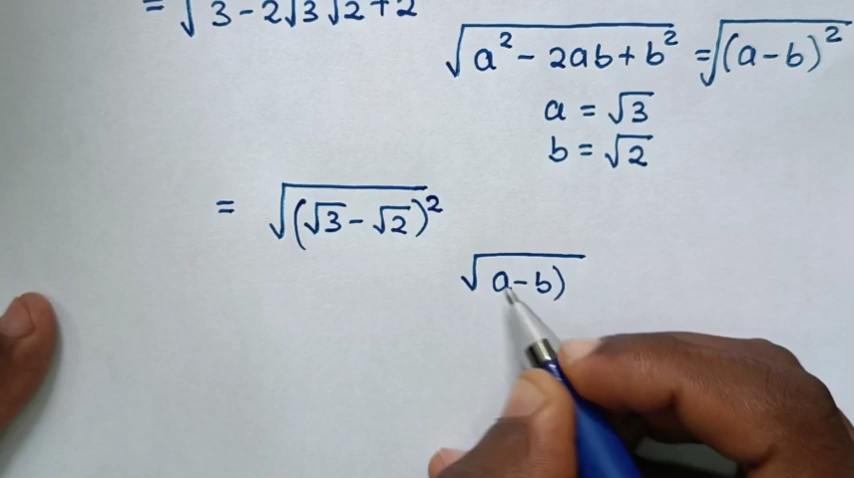 = √3-2√3√2+2
√a²-2ab+b² = √(a-b)²
a = √3
b = √2
= √(√3-√2)²
√a-b)